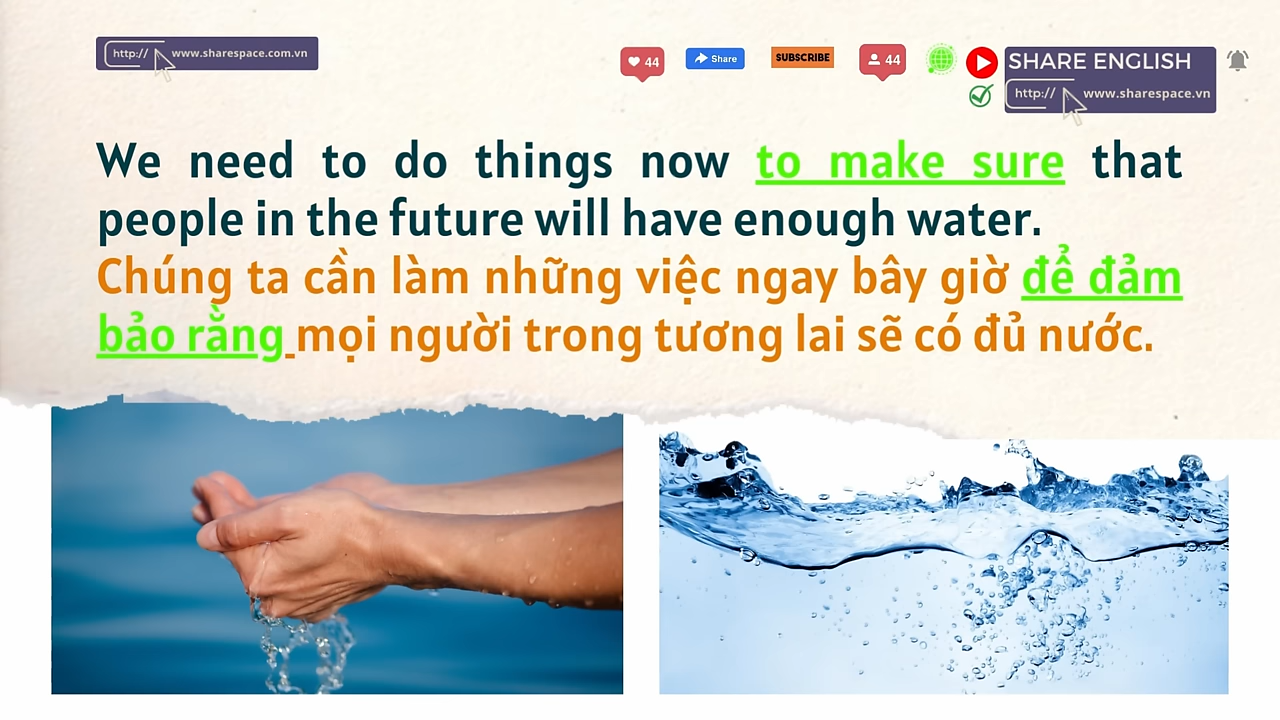 http:// www.sharespace.com.vn
44
Share
SUBSCRIBE
44
SHARE ENGLISH
http:// www.sharespace.vn
We need to do things now to make sure that
people in the future will have enough water.
Chúng ta cần làm những việc ngay bây giờ để đảm
bảo rằng mọi người trong tương lai sẽ có đủ nước.